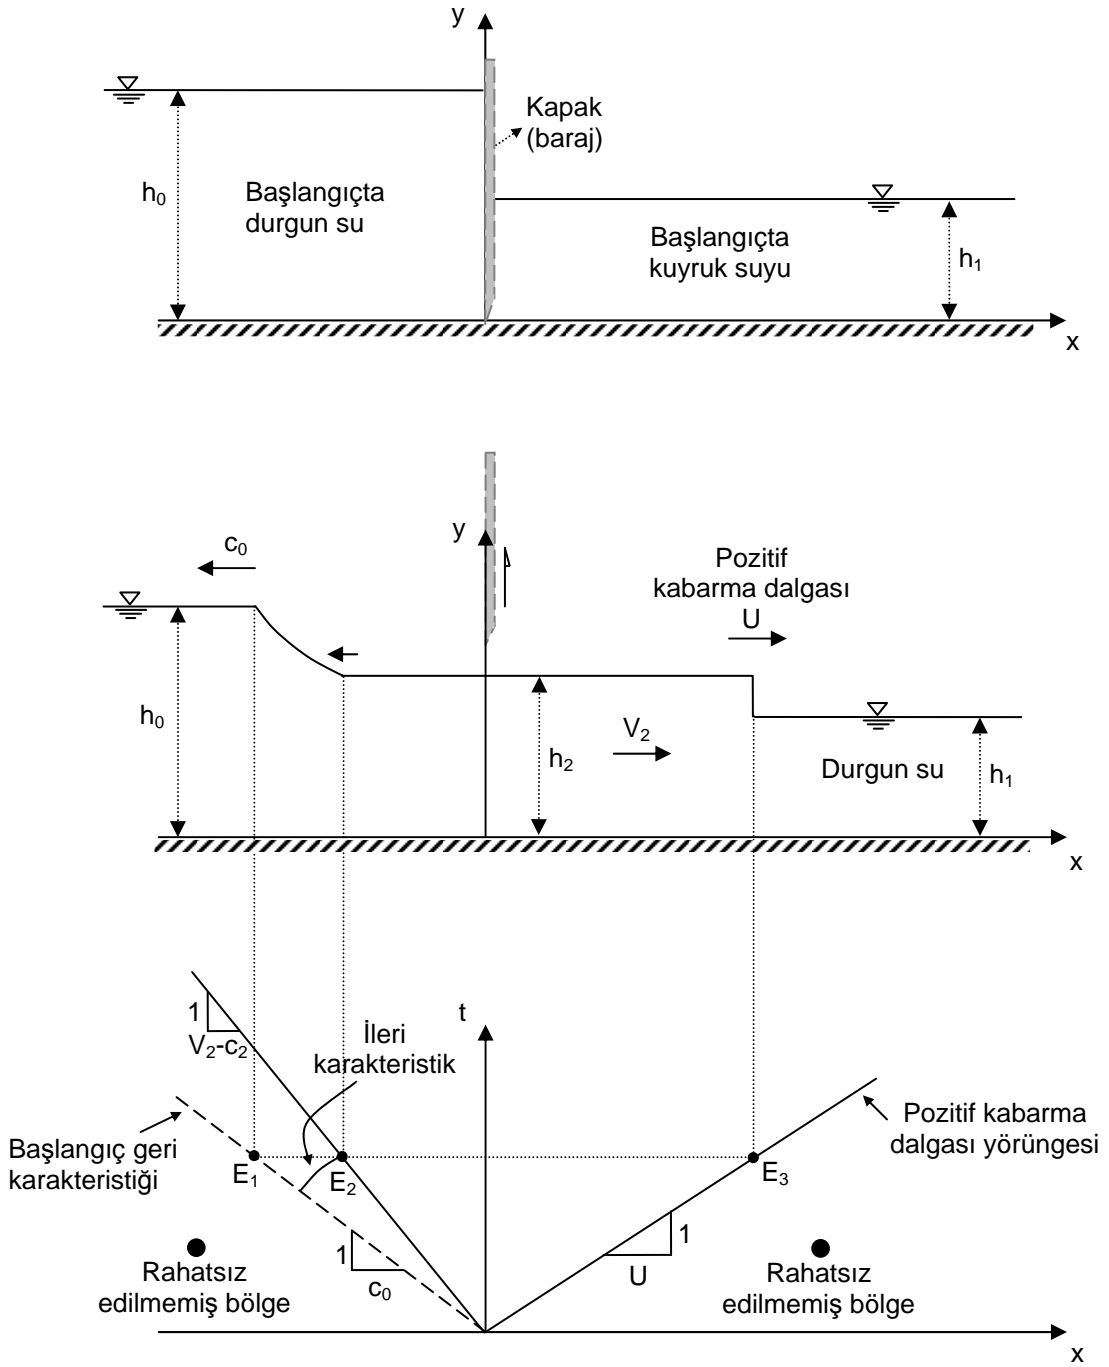 y
Kapak
(baraj)
h₀
Başlangıçta
durgun su
Başlangıçta
kuyruk suyu
h₁
x
y
c₀
Pozitif
kabarma dalgası
U
h₀
h₂
V₂
Durgun su
h₁
x
t
1
V₂-c₂
İleri
karakteristik
Başlangıç geri
karakteristiği
E₁
E₂
E₃
Pozitif kabarma
dalgası yörüngesi
1
c₀
1
U
Rahatsız
edilmemiş bölge
Rahatsız
edilmemiş bölge
x